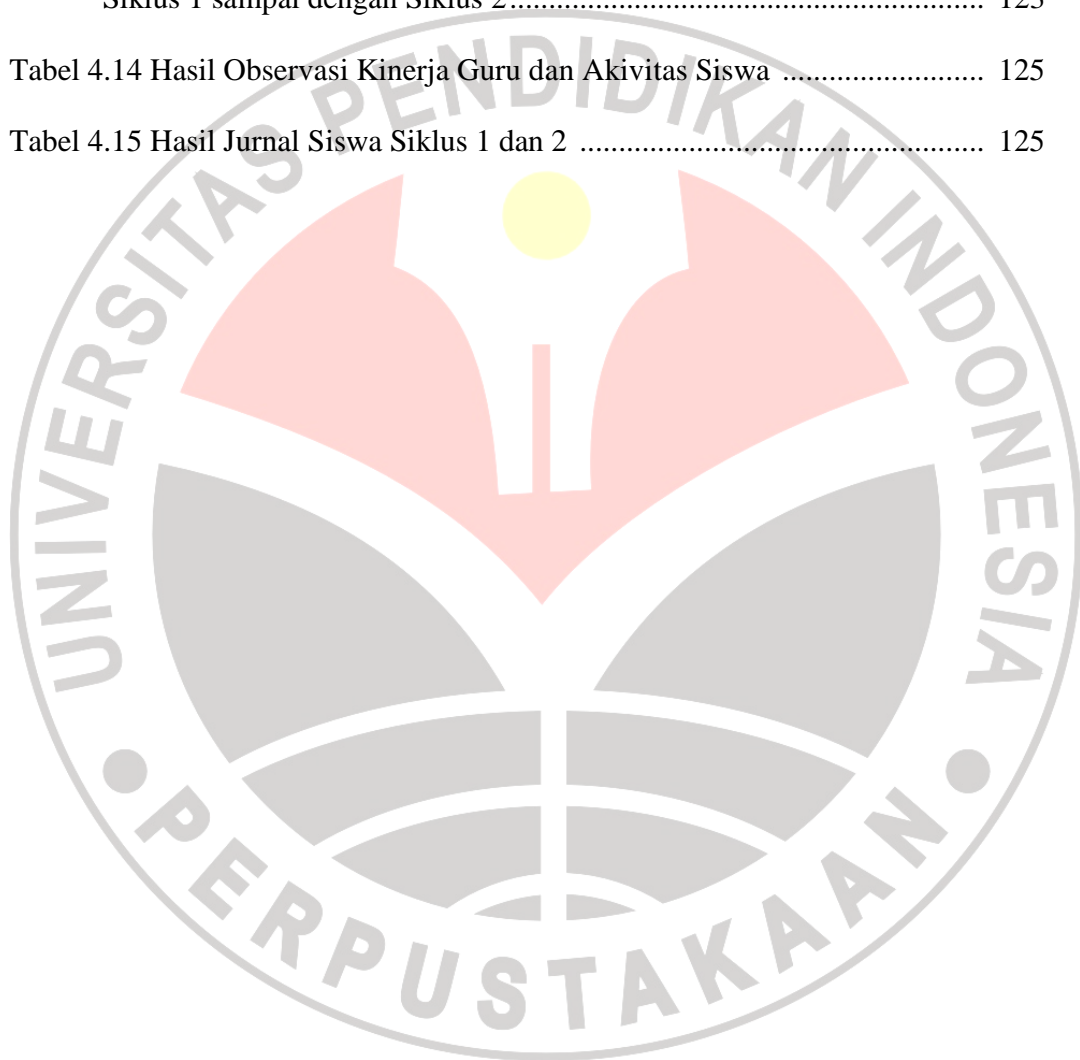 Siklus 1 sampai dengan Siklus 2............................................................. 123
Tabel 4.14 Hasil Observasi Kinerja Guru dan Akivitas Siswa .......................... 125
Tabel 4.15 Hasil Jurnal Siswa Siklus 1 dan 2 .................................................... 125
UNIVERSITAS PENDIDIKAN INDONESIA
PERPUSTAKAAN